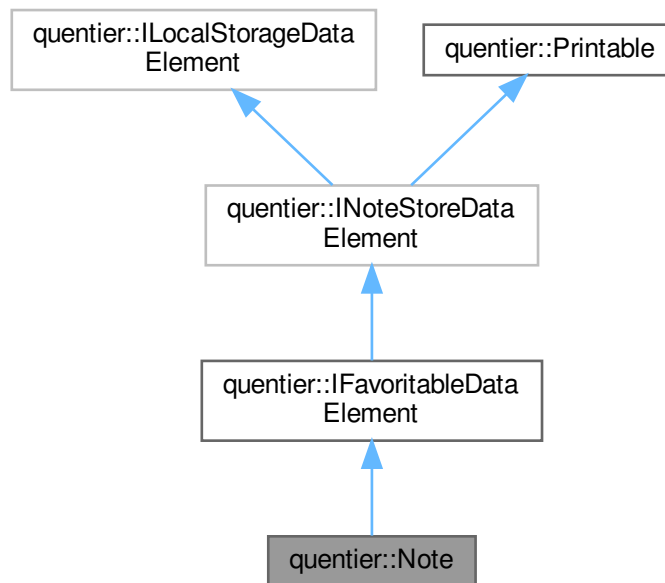 quentier::ILocalStorageData
Element
quentier::Printable
quentier::INoteStoreData
Element
quentier::IFavoritableData
Element
quentier::Note